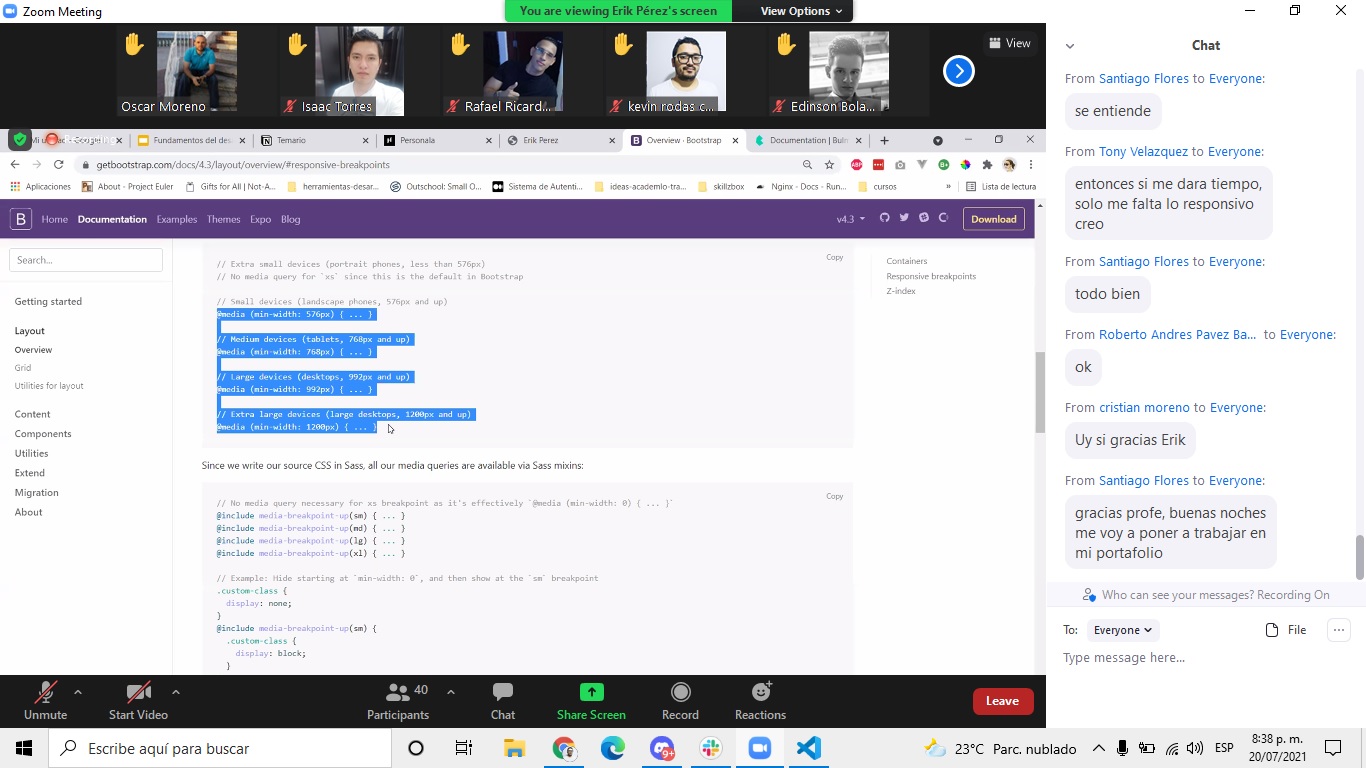 Zoom Meeting
You are viewing Erik Pérez's screen
View Options
Oscar Moreno
Isaac Torres
Rafael Ricard...
kevin rodas c...
Edinson Bola...
View
Fundamentos del des
Temario
Personala
Erik Perez
Overview · Bootstrap
Documentation | Bul
getbootstrap.com/docs/4.3/layout/overview/#responsive-breakpoints
Aplicaciones
About - Project Euler
Gifts for All | Not-A...
herramientas-desar...
Outschool: Small O...
Sistema de Autenti...
ideas-academlo-tra...
skillzbox
Nginx - Docs - Run...
cursos
»
Lista de lectura
B
Home
Documentation
Examples
Themes
Expo
Blog
v4.3
Download
Search...
Getting started
Layout
Overview
Grid
Utilities for layout
Content
Components
Utilities
Extend
Migration
About
// Extra small devices (portrait phones, less than 576px)
// No media query for `xs` since this is the default in Bootstrap
// Small devices (landscape phones, 576px and up)
@media (min-width: 576px) { ... }
// Medium devices (tablets, 768px and up)
@media (min-width: 768px) { ... }
// Large devices (desktops, 992px and up)
@media (min-width: 992px) { ... }
// Extra large devices (large desktops, 1200px and up)
@media (min-width: 1200px) { ... }
Copy
Since we write our source CSS in Sass, all our media queries are available via Sass mixins:
// No media query necessary for xs breakpoint as it's effectively `@media (min-width: 0) { ... }`
@include media-breakpoint-up(sm) { ... }
@include media-breakpoint-up(md) { ... }
@include media-breakpoint-up(lg) { ... }
@include media-breakpoint-up(xl) { ... }
// Example: Hide starting at `min-width: 0`, and then show at the `sm` breakpoint
.custom-class {
display: none;
}
@include media-breakpoint-up(sm) {
.custom-class {
display: block;
}
Copy
Containers
Responsive breakpoints
Z-index
Chat
From Santiago Flores to Everyone:
se entiende
From Tony Velazquez to Everyone:
entonces si me dara tiempo,
solo me falta lo responsivo
creo
From Santiago Flores to Everyone:
todo bien
From Roberto Andres Pavez Ba... to Everyone:
ok
From cristian moreno to Everyone:
Uy si gracias Erik
From Santiago Flores to Everyone:
gracias profe, buenas noches
me voy a poner a trabajar en
mi portafolio
Who can see your messages? Recording On
To: Everyone
File
...
Type message here...
Unmute
Start Video
Participants
40
Chat
Share Screen
Record
Reactions
Leave
Escribe aquí para buscar
9+
23°C Parc. nublado
ESP
8:38 p. m.
20/07/2021